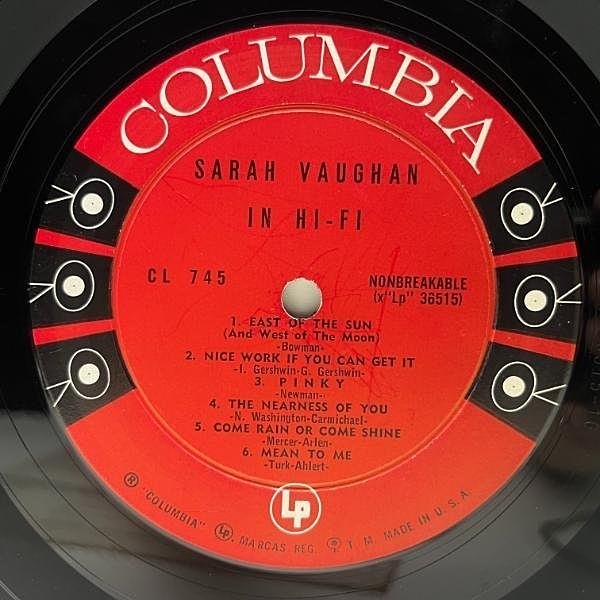 COLUMBIA
SARAH VAUGHAN
IN HI-FI
CL 745
NONBREAKABLE
(x"Lp" 36515)
1. EAST OF THE SUN
(And West of The Moon)
-Bowman-
2. NICE WORK IF YOU CAN GET IT
-I. Gershwin-G. Gershwin-
3. PINKY
-Newman-
4. THE NEARNESS OF YOU
-N. Washington-Carmichael-
5. COME RAIN OR COME SHINE
-Mercer-Arlen-
6. MEAN TO ME
-Turk-Ahlert-
Lp
® "COLUMBIA" MARCAS REG. T. M. MADE IN U. S. A.